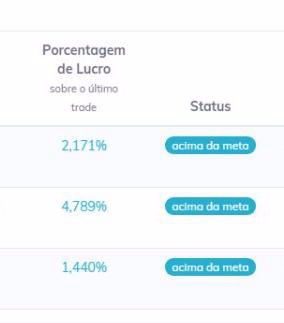 Porcentagem
de Lucro
sobre o último
trade
Status
2,171%
acima da meta
4,789%
acima da meta
1,440%
acima da meta